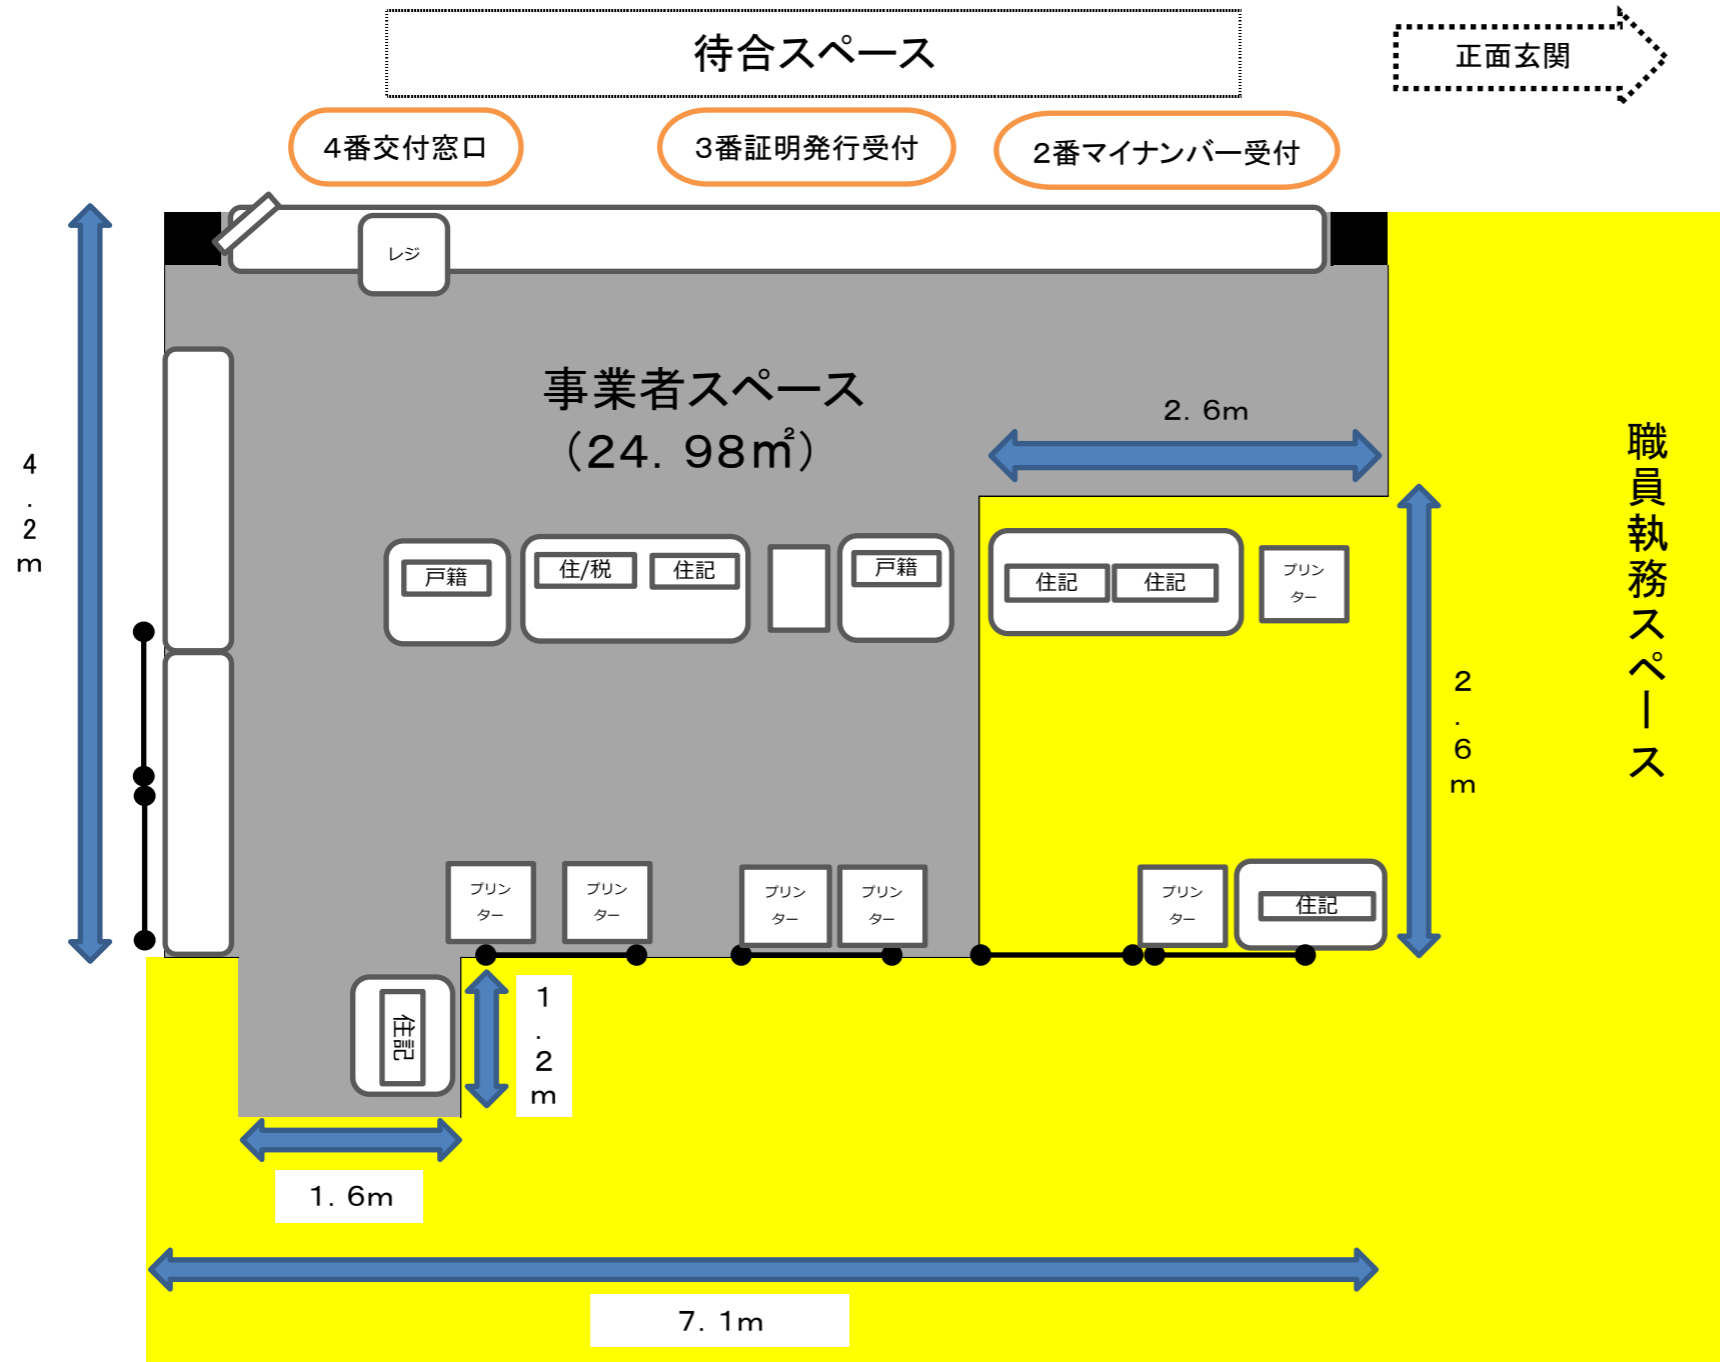 待合スペース
正面玄関
4番交付窓口
3番証明発行受付
2番マイナンバー受付
レジ
事業者スペース
（24．98㎡）
2．6m
4．2m
職員執務スペース
戸籍
住/税
住記
戸籍
住記
住記
プリン
ター
2．6m
プリン
ター
プリン
ター
プリン
ター
プリン
ター
プリン
ター
住記
住記
1．2m
1．6m
7．1m